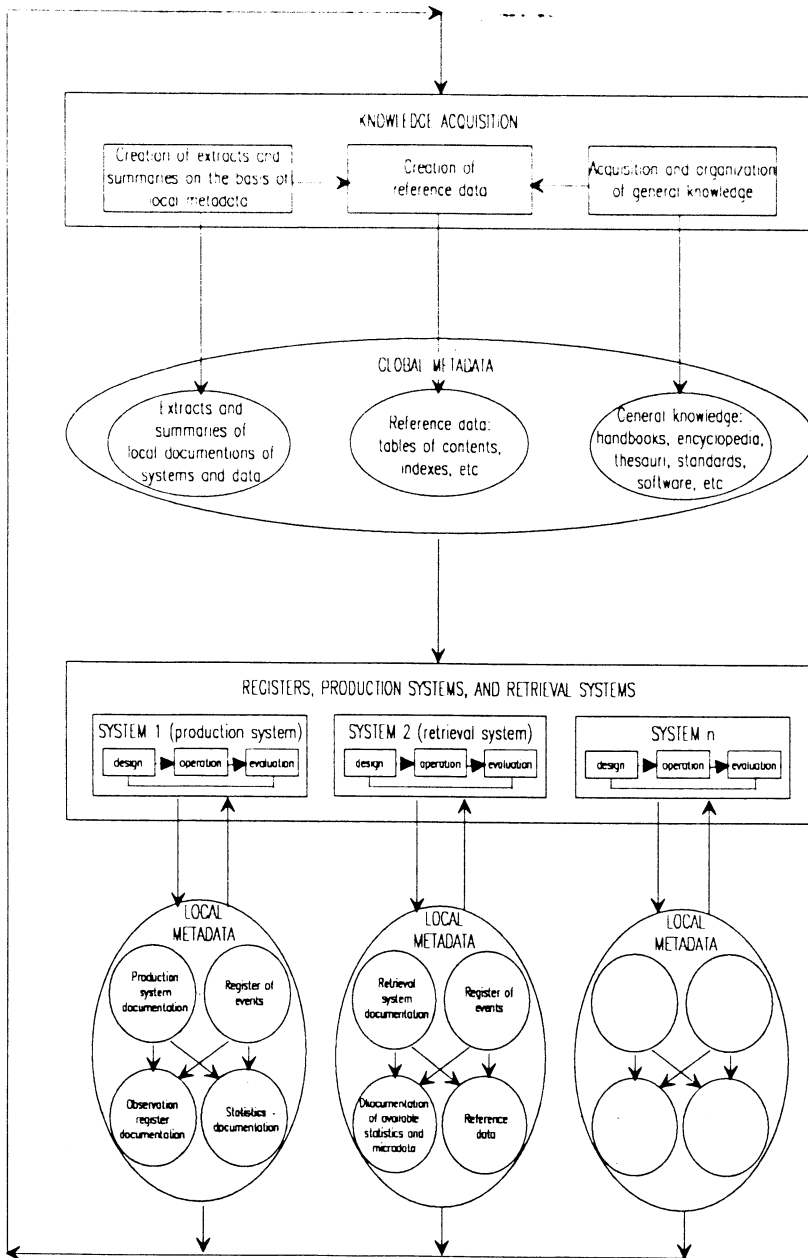 KNOWLEDGE ACQUISITION
Creation of extracts and
summaries on the basis of
local metadata
Creation of
reference data
Acquisition and organization
of general knowledge
GLOBAL METADATA
Extracts and
summaries of
local documentions of
systems and data
Reference data:
tables of contents,
indexes, etc
General knowledge:
handbooks, encyclopedia,
thesauri, standards,
software, etc
REGISTERS, PRODUCTION SYSTEMS, AND RETRIEVAL SYSTEMS
SYSTEM 1 (production system)
design
operation
evaluation
SYSTEM 2 (retrieval system)
design
operation
evaluation
SYSTEM n
design
operation
evaluation
LOCAL
METADATA
Production
system
documentation
Register of
events
Observation
register
documentation
Statistics
documentation
LOCAL
METADATA
Retrieval
system
documentation
Register of
events
of available
statistics and
microdata
Reference
data
LOCAL
METADATA